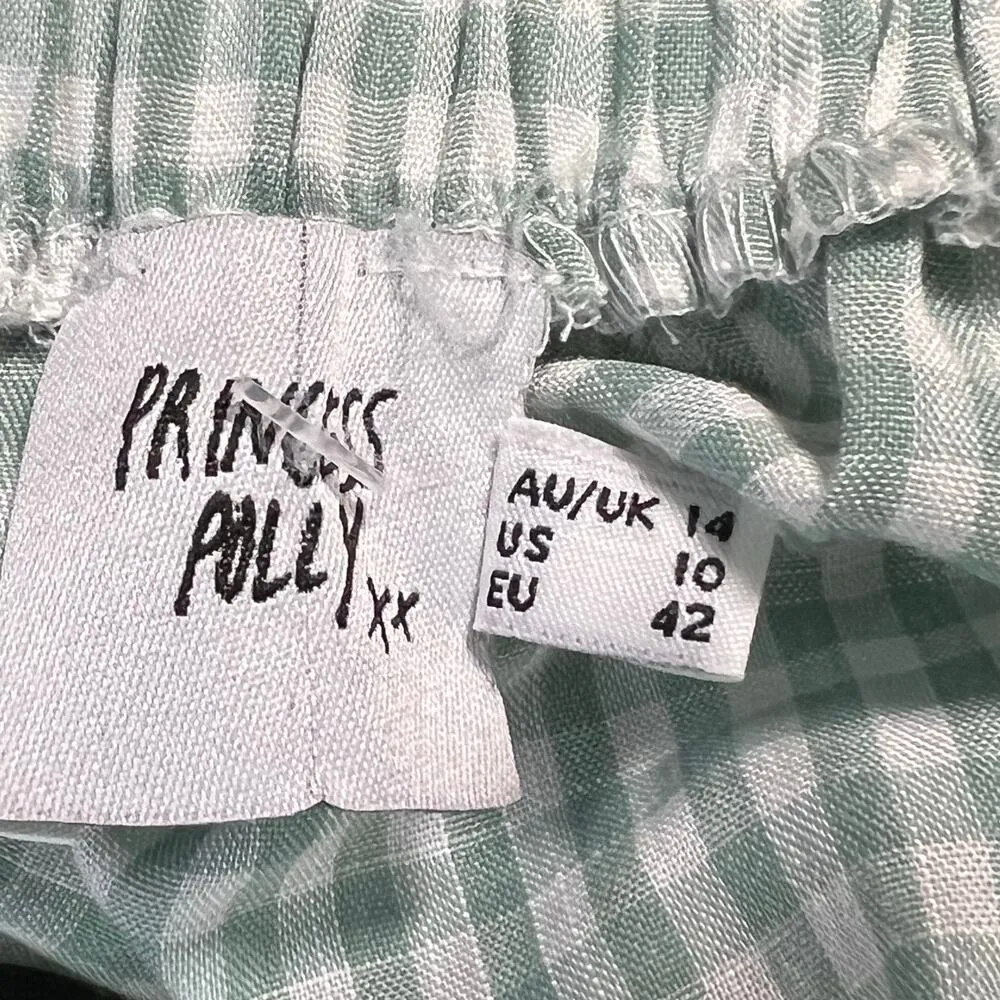 PRINCESS
POLLY xx
AU/UK 14
US 10
EU 42